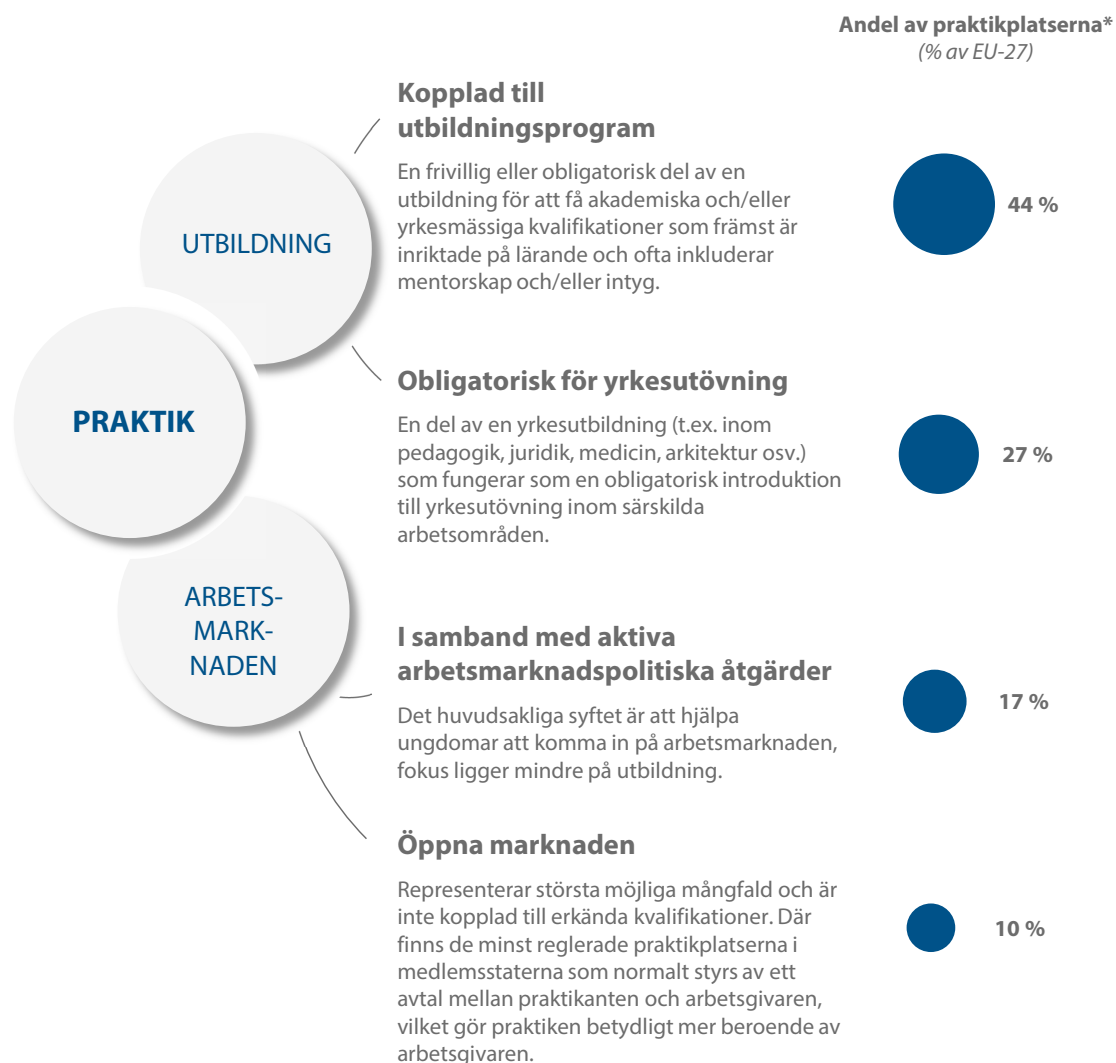 Andel av praktikplatserna*
(% av EU-27)
Kopplad till
utbildningsprogram
En frivillig eller obligatorisk del av en
utbildning för att få akademiska och/eller
yrkesmässiga kvalifikationer som främst är
inriktade på lärande och ofta inkluderar
mentorskap och/eller intyg.
44 %
UTBILDNING
Obligatorisk för yrkesutövning
En del av en yrkesutbildning (t.ex. inom
pedagogik, juridik, medicin, arkitektur osv.)
som fungerar som en obligatorisk introduktion
till yrkesutövning inom särskilda
arbetsområden.
27 %
PRAKTIK
ARBETS-
MARK-
NADEN
I samband med aktiva
arbetsmarknadspolitiska åtgärder
Det huvudsakliga syftet är att hjälpa
ungdomar att komma in på arbetsmarknaden,
fokus ligger mindre på utbildning.
17 %
Öppna marknaden
Representerar största möjliga mångfald och är
inte kopplad till erkända kvalifikationer. Där
finns de minst reglerade praktikplatserna i
medlemsstaterna som normalt styrs av ett
avtal mellan praktikanten och arbetsgivaren,
vilket gör praktiken betydligt mer beroende av
arbetsgivaren.
10 %